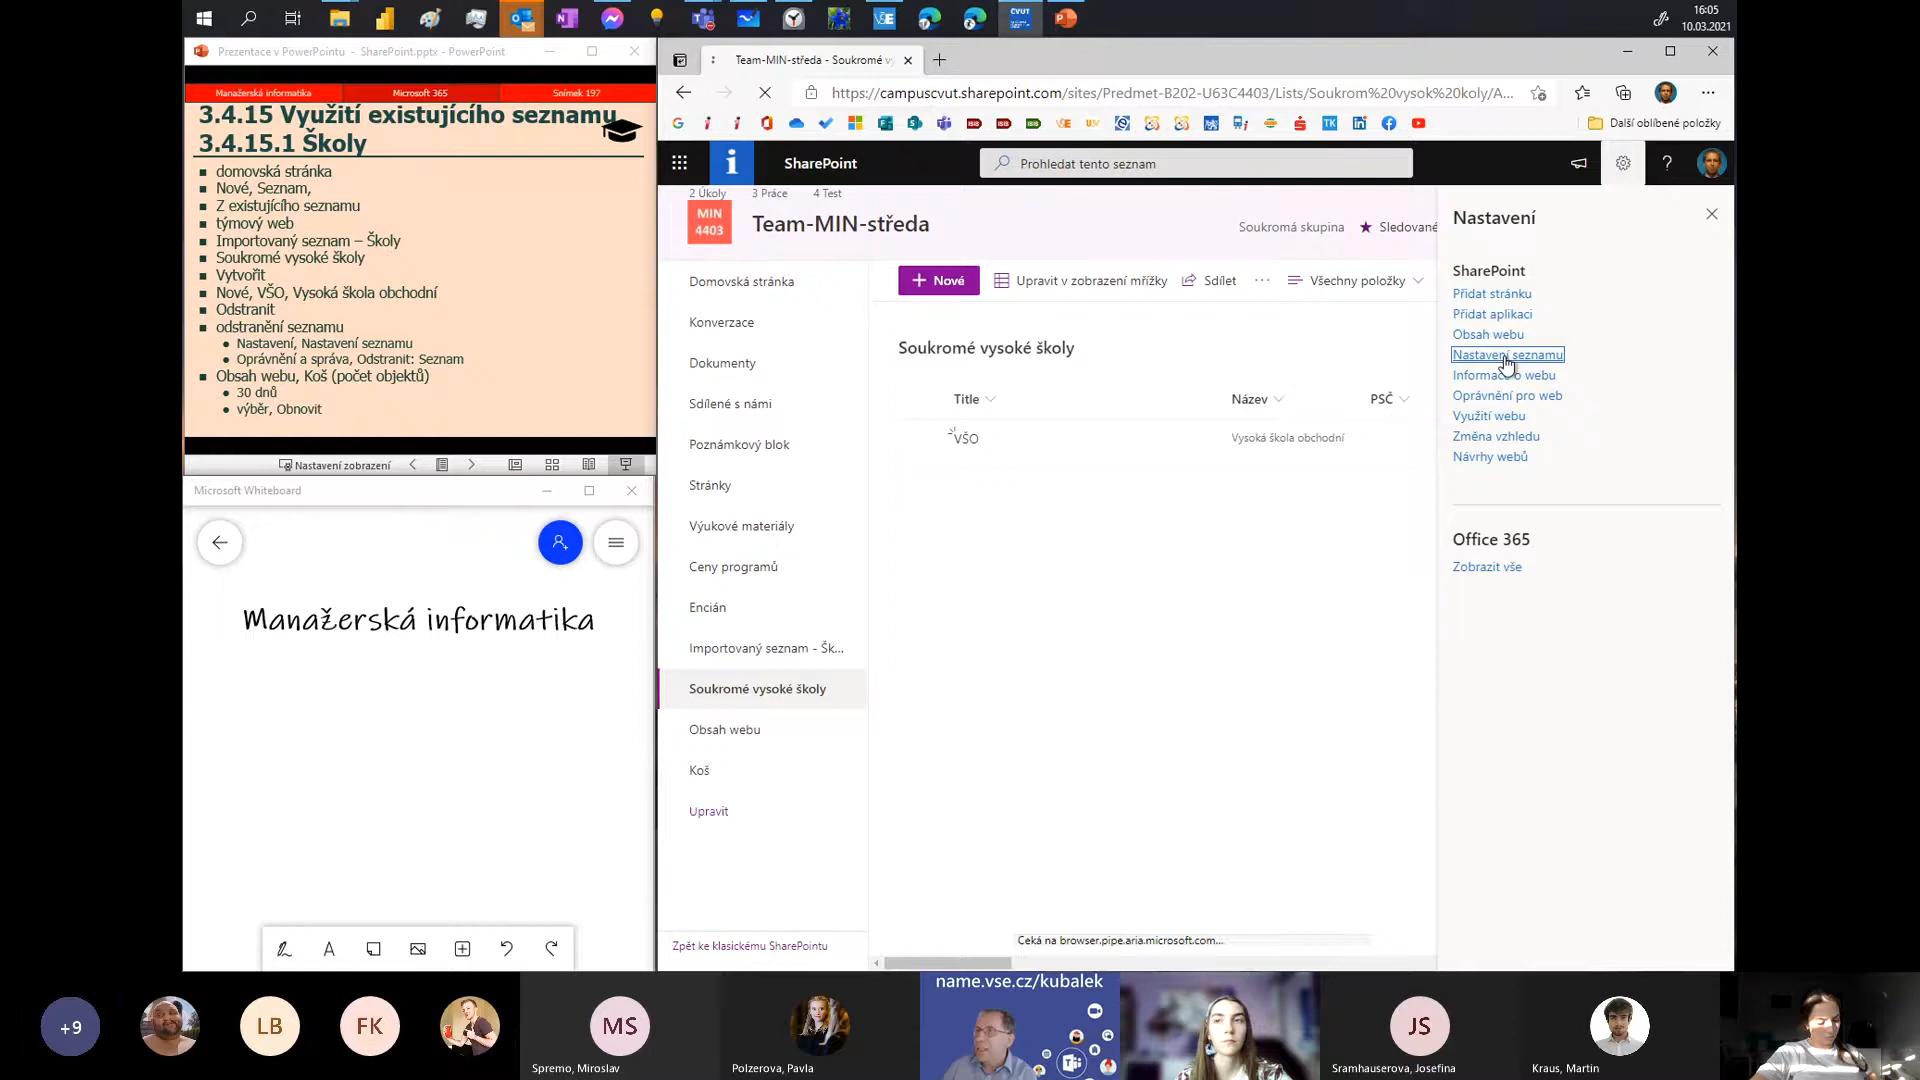 16:05
10.03.2021
Prezentace v PowerPointu - SharePoint.pptx - PowerPoint
Manažerská informatika
Microsoft 365
Snímek 197
3.4.15 Využití existujícího seznamu
3.4.15.1 Školy
domovská stránka
Nové, Seznam,
Z existujícího seznamu
týmový web
Importovaný seznam – Školy
Soukromé vysoké školy
Vytvořit
Nové, VŠO, Vysoká škola obchodní
Odstranit
odstranění seznamu
Nastavení, Nastavení seznamu
Oprávnění a správa, Odstranit: Seznam
Obsah webu, Koš (počet objektů)
30 dnů
výběr, Obnovit
Nastavení zobrazení
Microsoft Whiteboard
Manažerská informatika
Team-MIN-středa - Soukromé v
https://campuscvut.sharepoint.com/sites/Predmet-B202-U63C4403/Lists/Soukrom%20vysok%20koly/A...
Další oblíbené položky
SharePoint
Prohledat tento seznam
2 Úkoly
3 Práce
4 Test
MIN
4403
Team-MIN-středa
Soukromá skupina
Sledované
Domovská stránka
Konverzace
Dokumenty
Sdílené s námi
Poznámkový blok
Stránky
Výukové materiály
Ceny programů
Encián
Importovaný seznam - Šk...
Soukromé vysoké školy
Obsah webu
Koš
Upravit
Zpět ke klasickému SharePointu
Nové
Upravit v zobrazení mřížky
Sdílet
Všechny položky
Soukromé vysoké školy
Title
Název
PSČ
VŠO
Vysoká škola obchodní
Čeká na browser.pipe.aria.microsoft.com...
Nastavení
SharePoint
Přidat stránku
Přidat aplikaci
Obsah webu
Nastavení seznamu
Informace o webu
Oprávnění pro web
Využití webu
Změna vzhledu
Návrhy webů
Office 365
Zobrazit vše
+9
LB
FK
MS
Spremo, Miroslav
Polzerova, Pavla
name.vse.cz/kubalek
JS
Sramhauserova, Josefina
Kraus, Martin